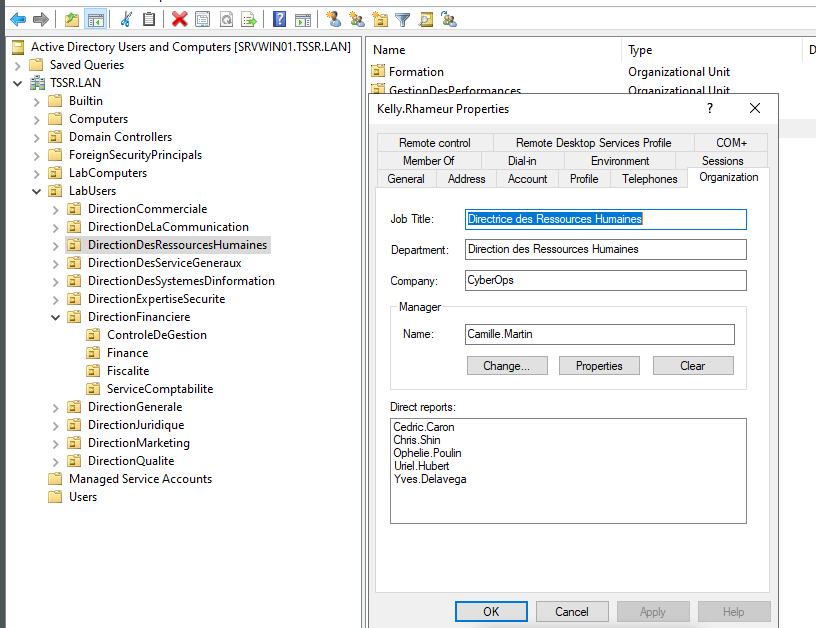 Active Directory Users and Computers [SRVWIN01.TSSR.LAN]
Saved Queries
TSSR.LAN
Builtin
Computers
Domain Controllers
ForeignSecurityPrincipals
LabComputers
LabUsers
DirectionCommerciale
DirectionDeLaCommunication
DirectionDesRessourcesHumaines
DirectionDesServiceGeneraux
DirectionDesSystemesDinformation
DirectionExpertiseSecurite
DirectionFinanciere
ControleDeGestion
Finance
Fiscalite
ServiceComptabilite
DirectionGenerale
DirectionJuridique
DirectionMarketing
DirectionQualite
Managed Service Accounts
Users
Name Type D
Formation Organizational Unit
GestionDesPerformances Organizational Unit
Kelly.Rhameur Properties ?
Remote control Remote Desktop Services Profile COM+
Member Of Dial-in Environment Sessions
General Address Account Profile Telephones Organization
Job Title: Directrice des Ressources Humaines
Department: Direction des Ressources Humaines
Company: CyberOps
Manager
Name: Camille.Martin
Change... Properties Clear
Direct reports:
Cedric.Caron
Chris.Shin
Ophelie.Poulin
Uriel.Hubert
Yves.Delavega
OK Cancel Apply Help